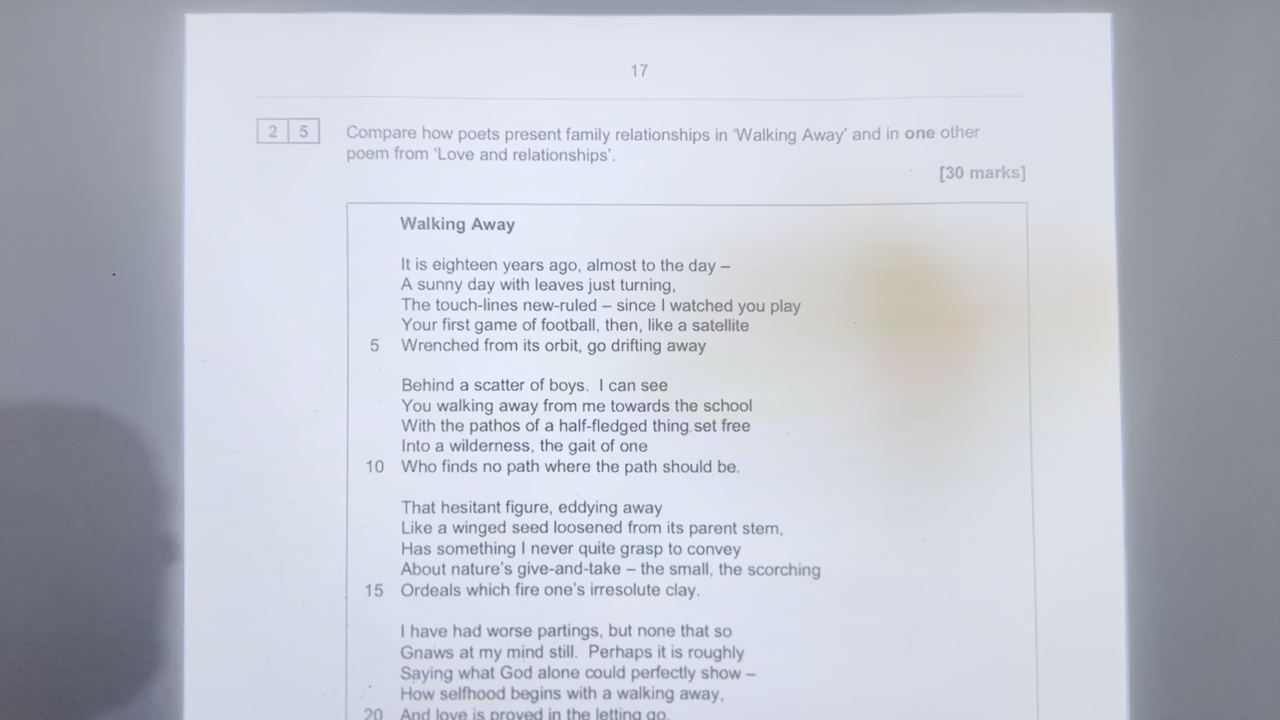 17
2 5 Compare how poets present family relationships in ‘Walking Away’ and in one other
poem from ‘Love and relationships’.
[30 marks]
Walking Away
It is eighteen years ago, almost to the day –
A sunny day with leaves just turning,
The touch-lines new-ruled – since I watched you play
Your first game of football, then, like a satellite
5 Wrenched from its orbit, go drifting away
Behind a scatter of boys. I can see
You walking away from me towards the school
With the pathos of a half-fledged thing set free
Into a wilderness, the gait of one
10 Who finds no path where the path should be.
That hesitant figure, eddying away
Like a winged seed loosened from its parent stem,
Has something I never quite grasp to convey
About nature’s give-and-take – the small, the scorching
15 Ordeals which fire one’s irresolute clay.
I have had worse partings, but none that so
Gnaws at my mind still. Perhaps it is roughly
Saying what God alone could perfectly show –
How selfhood begins with a walking away,
20 And love is proved in the letting go.